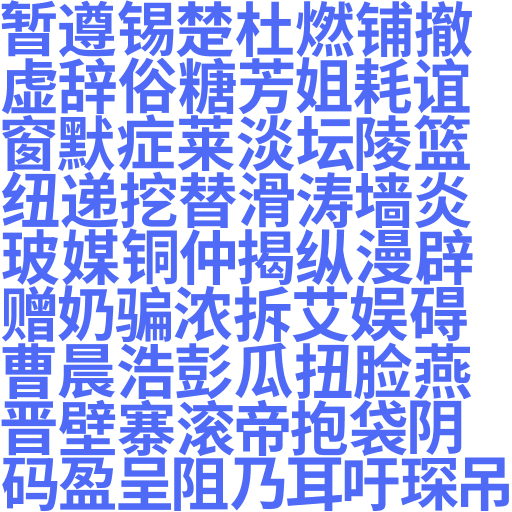 暂遵锡楚杜燃铺撤
虚辞俗糖芳姐耗谊
窗默症莱淡坛陵篮
纽递挖替滑涛墙炎
玻媒铜仲揭纵漫辟
赠奶骗浓拆艾娱碍
曹晨浩彭瓜扭脸燕
晋壁寨滚帝抱袋阴
码盈呈阻乃耳吁琛吊